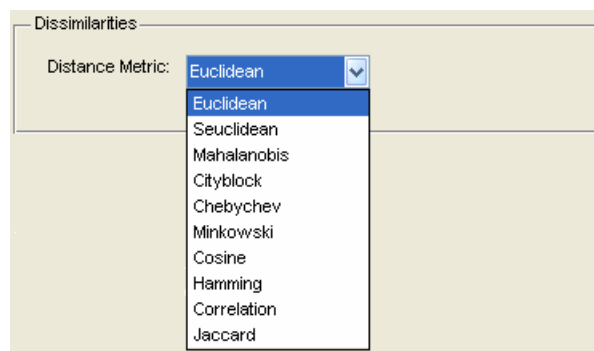 Dissimilarities
Distance Metric: Euclidean
Euclidean
Seuclidean
Mahalanobis
Cityblock
Chebychev
Minkowski
Cosine
Hamming
Correlation
Jaccard